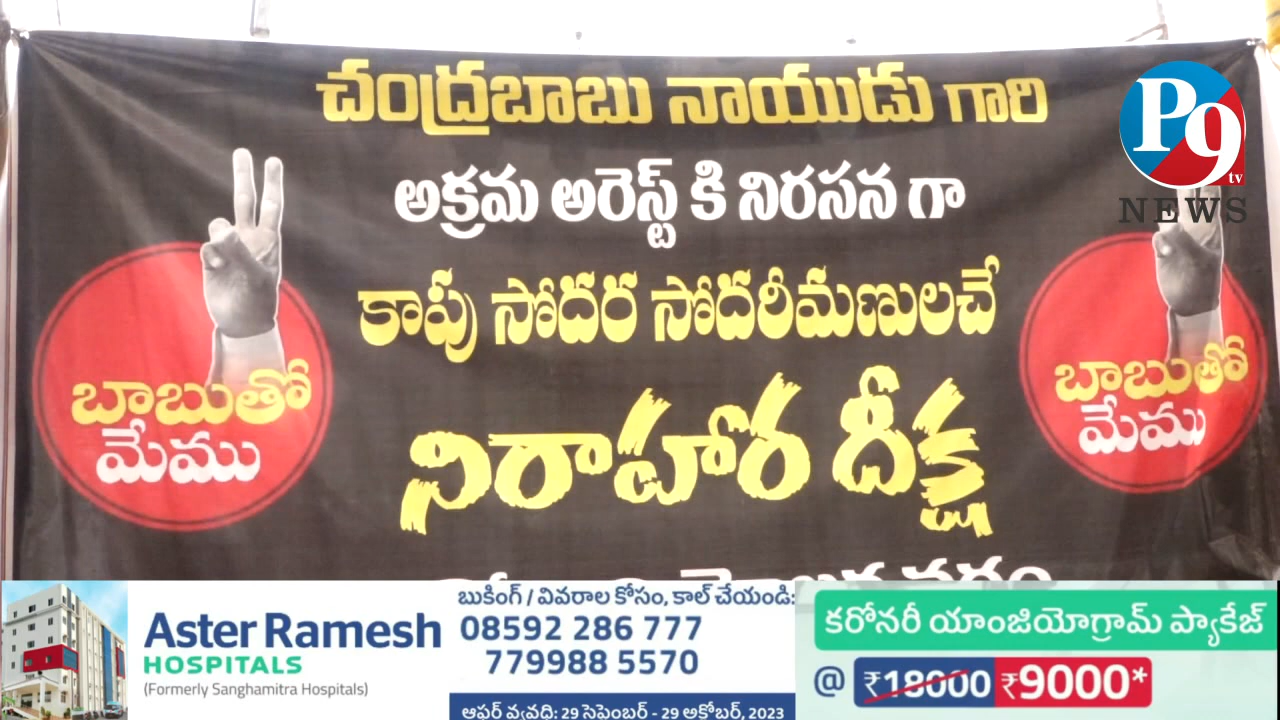 చంద్రబాబు నాయుడు గారి
అక్రమ అరెస్ట్ కి నిరసన గా
కాపు సోదర సోదరీమణులచే
నిరాహార దీక్ష
బాబుతో
మేము
బాబుతో
మేము
P9
tv
NEWS
Aster Ramesh
HOSPITALS
(Formerly Sanghamitra Hospitals)
బుకింగ్ / వివరాల కోసం, కాల్ చేయండి:
08592 286 777
779988 5570
ఆఫర్ వ్యవధి: 29 సెప్టెంబర్ - 29 అక్టోబర్, 2023
కరోనరీ యాంజియోగ్రామ్ ప్యాకేజ్
@ ₹18000 ₹9000*